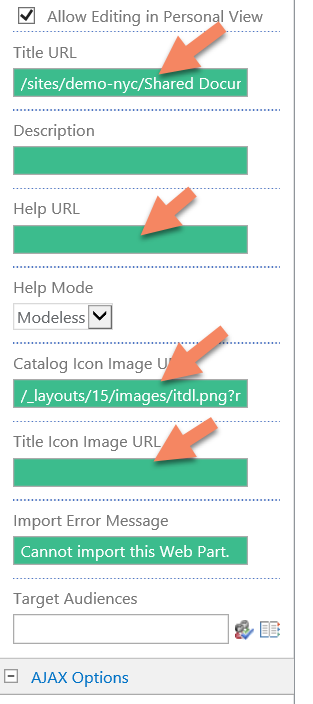 Allow Editing in Personal View
Title URL
/sites/demo-nyc/Shared Docur
Description
Help URL
Help Mode
Modeless
Catalog Icon Image U
/_layouts/15/images/itdl.png?r
Title Icon Image URL
Import Error Message
Cannot import this Web Part.
Target Audiences
AJAX Options